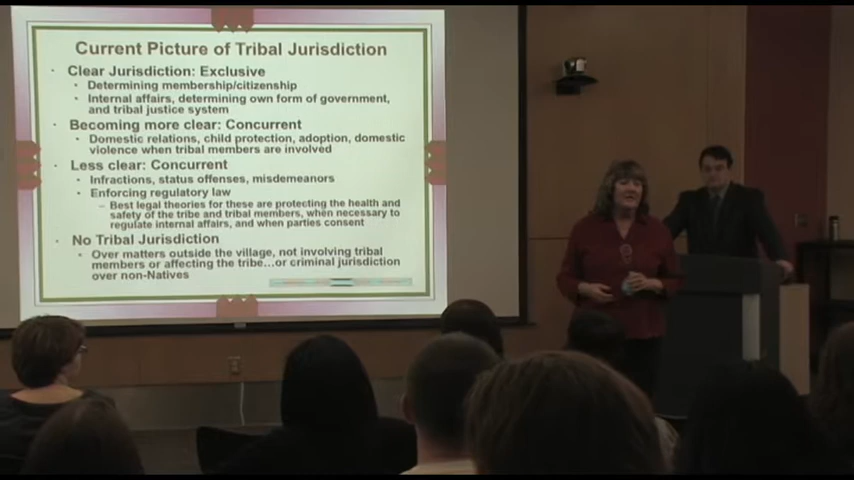 Current Picture of Tribal Jurisdiction
· Clear Jurisdiction: Exclusive
· Determining membership/citizenship
· Internal affairs, determining own form of government,
and tribal justice system
· Becoming more clear: Concurrent
· Domestic relations, child protection, adoption, domestic
violence when tribal members are involved
· Less clear: Concurrent
· Infractions, status offenses, misdemeanors
· Enforcing regulatory law
– Best legal theories for these are protecting the health and
safety of the tribe and tribal members, when necessary to
regulate internal affairs, and when parties consent
· No Tribal Jurisdiction
· Over matters outside the village, not involving tribal
members or affecting the tribe...or criminal jurisdiction
over non-Natives